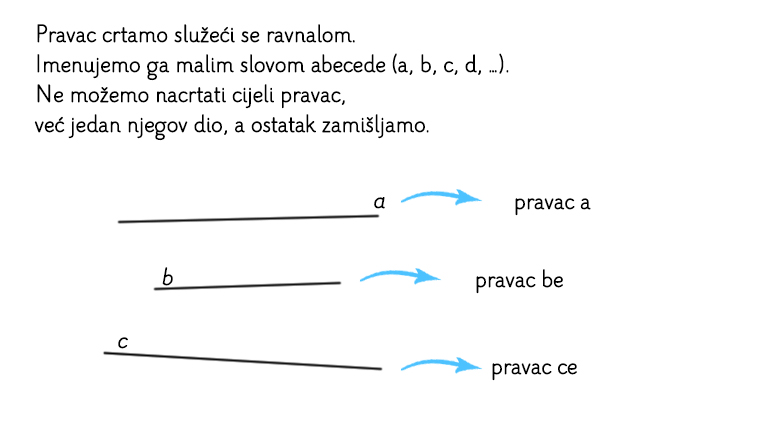 Pravac crtamo služeći se ravnalom.
Imenujemo ga malim slovom abecede (a, b, c, d, ...).
Ne možemo nacrtati cijeli pravac,
već jedan njegov dio, a ostatak zamišljamo.
a
pravac a
b
pravac be
c
pravac ce